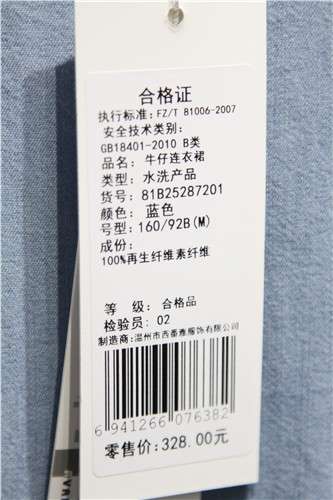 合格证
执行标准: FZ/T 81006-2007
安全技术类别:
GB18401-2010 B类
品名: 牛仔连衣裙
类型: 水洗产品
货号: 81B25287201
颜色: 蓝色
号型: 160/92B(M)
成份:
100%再生纤维素纤维
等 级: 合格品
检验员: 02
制造商: 温州市西番雅服饰有限公司
6 941266 076382
零售价: 328.00元